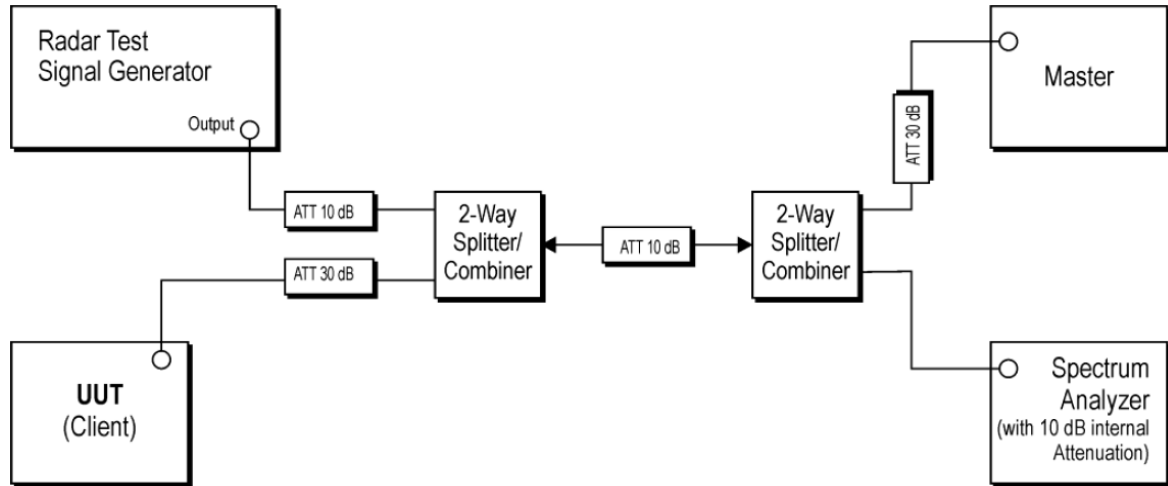 Radar Test
Signal Generator
Output
ATT 10 dB
ATT 30 dB
UUT
(Client)
2-Way
Splitter/
Combiner
ATT 10 dB
2-Way
Splitter/
Combiner
ATT 30 dB
Master
Spectrum
Analyzer
(with 10 dB internal
Attenuation)